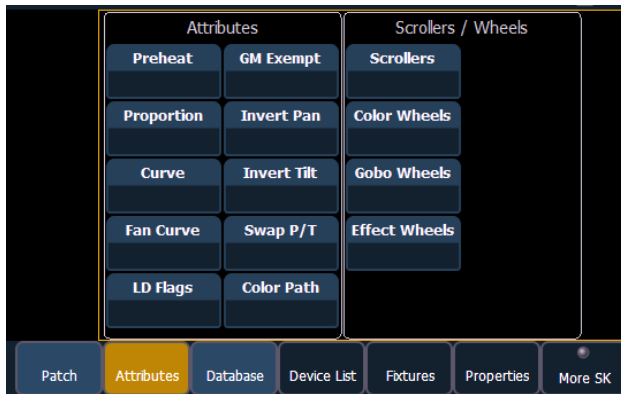 Attributes
Scrollers / Wheels
Preheat
GM Exempt
Scrollers
Proportion
Invert Pan
Color Wheels
Curve
Invert Tilt
Gobo Wheels
Fan Curve
Swap P/T
Effect Wheels
LD Flags
Color Path
Patch
Attributes
Database
Device List
Fixtures
Properties
More SK